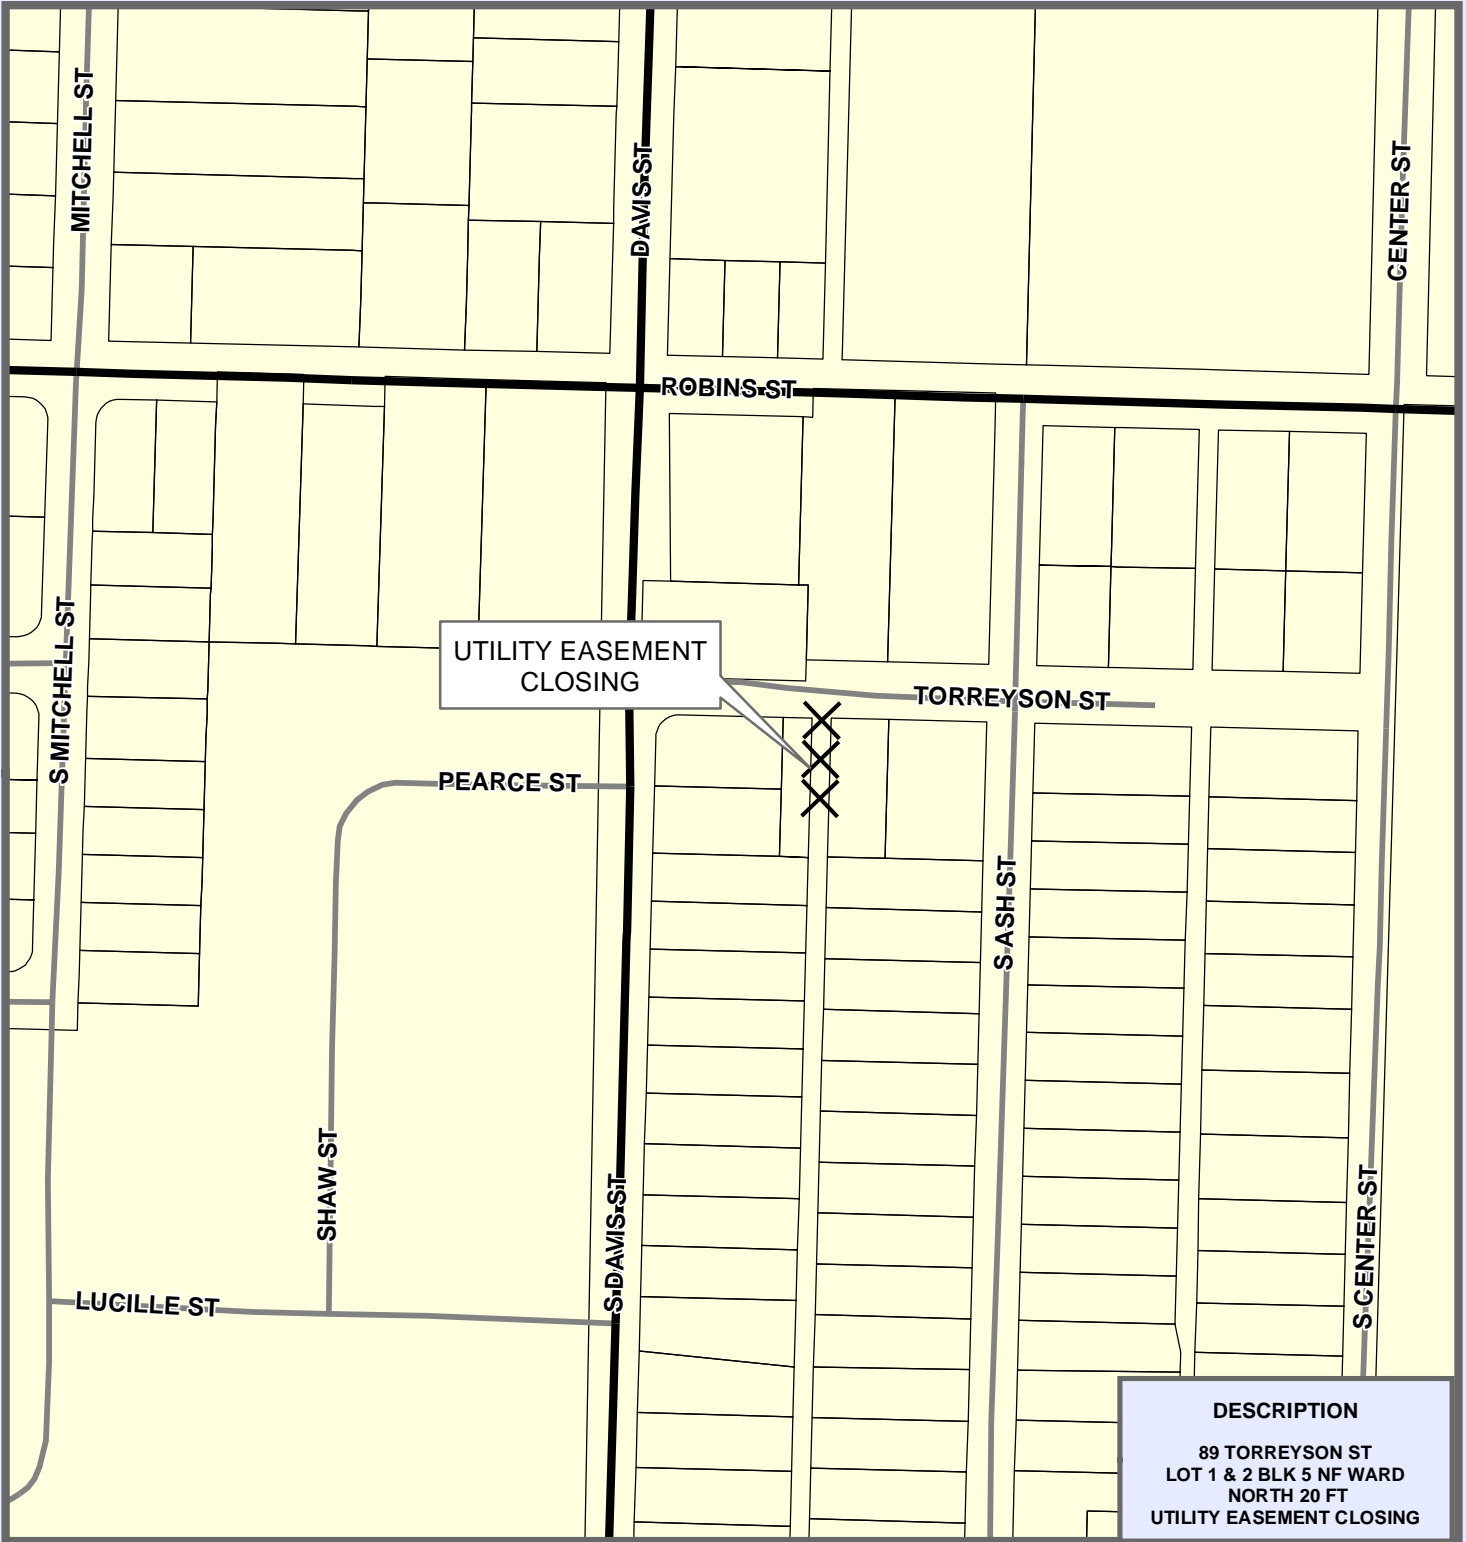 MITCHELL ST
DAVIS ST
CENTER ST
ROBINS ST
S MITCHELL ST
UTILITY EASEMENT
CLOSING
TORREYSON ST
PEARCE ST
S ASH ST
SHAW ST
S DAVIS ST
S CENTER ST
LUCILLE ST
DESCRIPTION
89 TORREYSON ST
LOT 1 & 2 BLK 5 NF WARD
NORTH 20 FT
UTILITY EASEMENT CLOSING